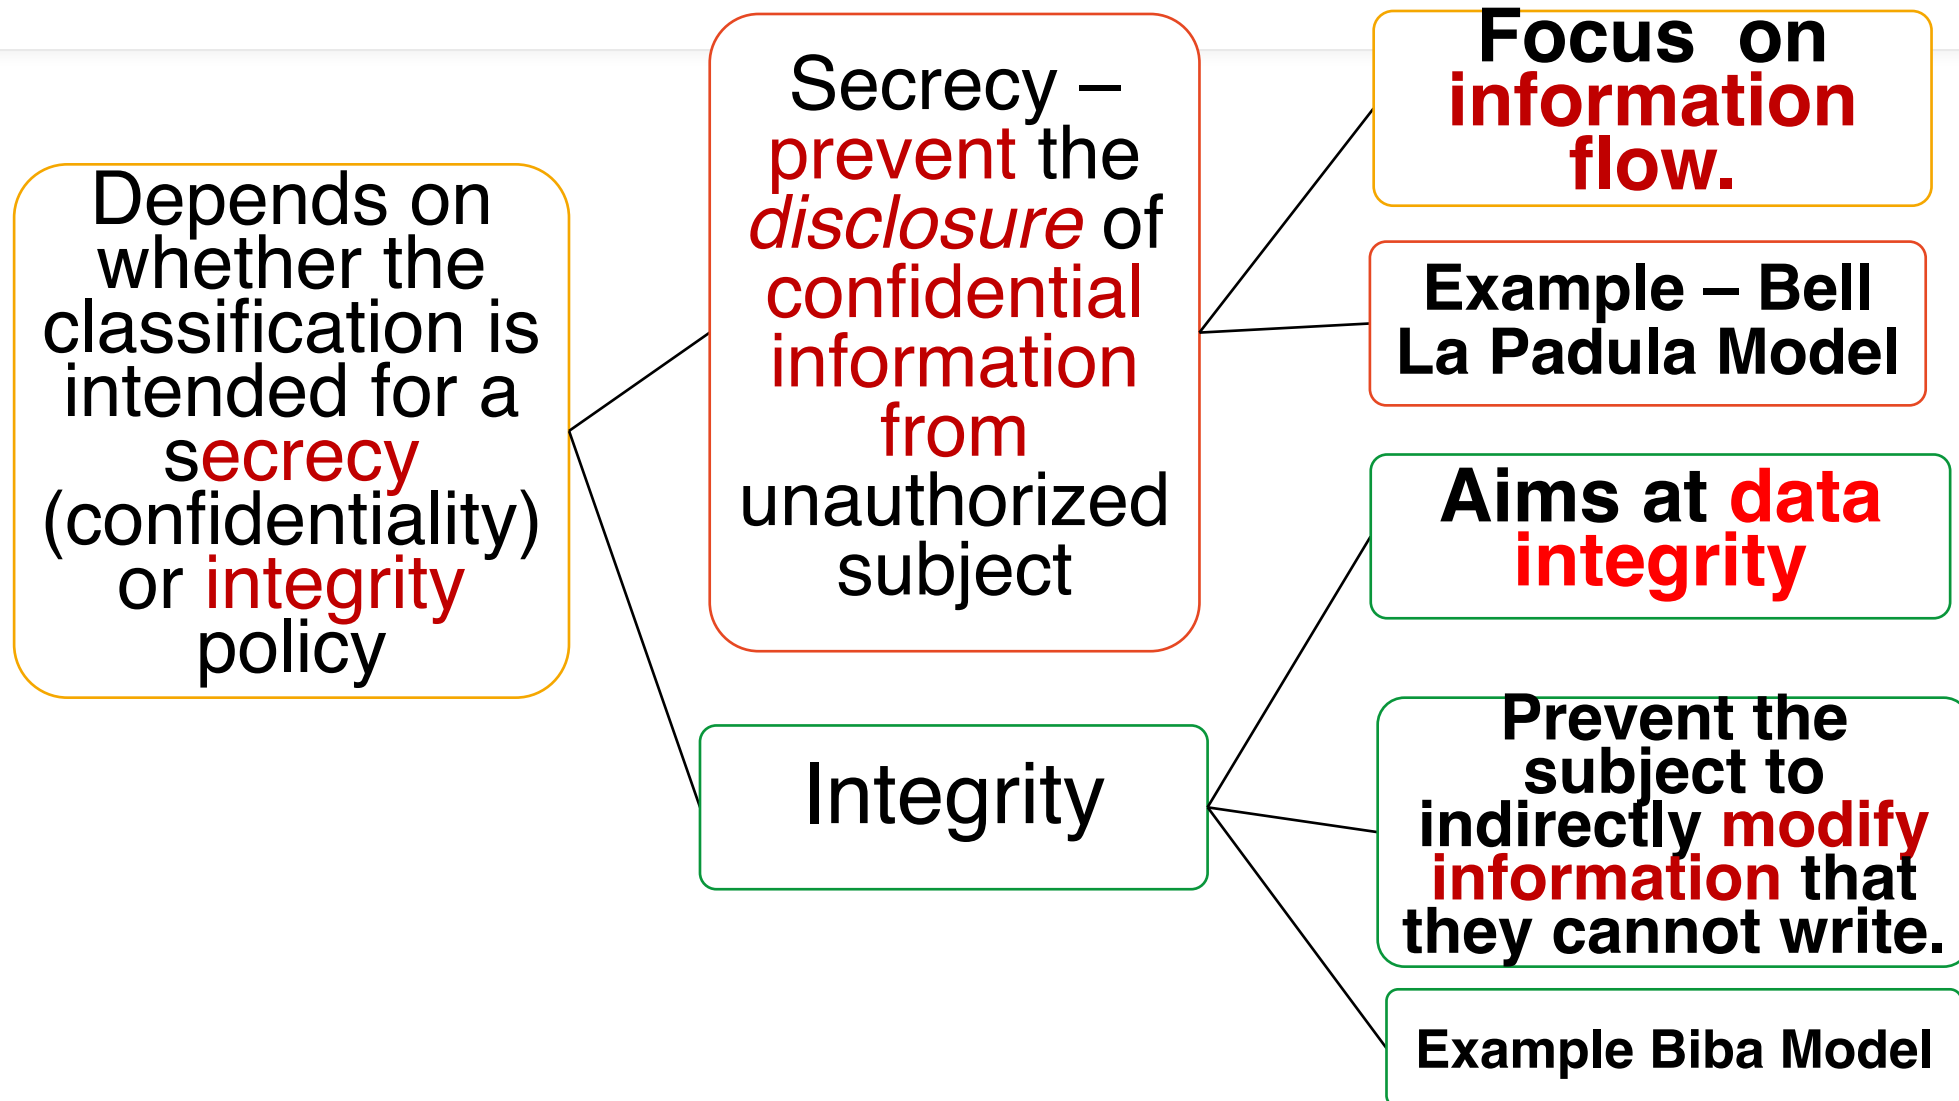 Depends on
whether the
classification is
intended for a
secrecy
(confidentiality)
or integrity
policy
Secrecy –
prevent the
disclosure of
confidential
information
from
unauthorized
subject
Integrity
Focus on
information
flow.
Example – Bell
La Padula Model
Aims at data
integrity
Prevent the
subject to
indirectly modify
information that
they cannot write.
Example Biba Model